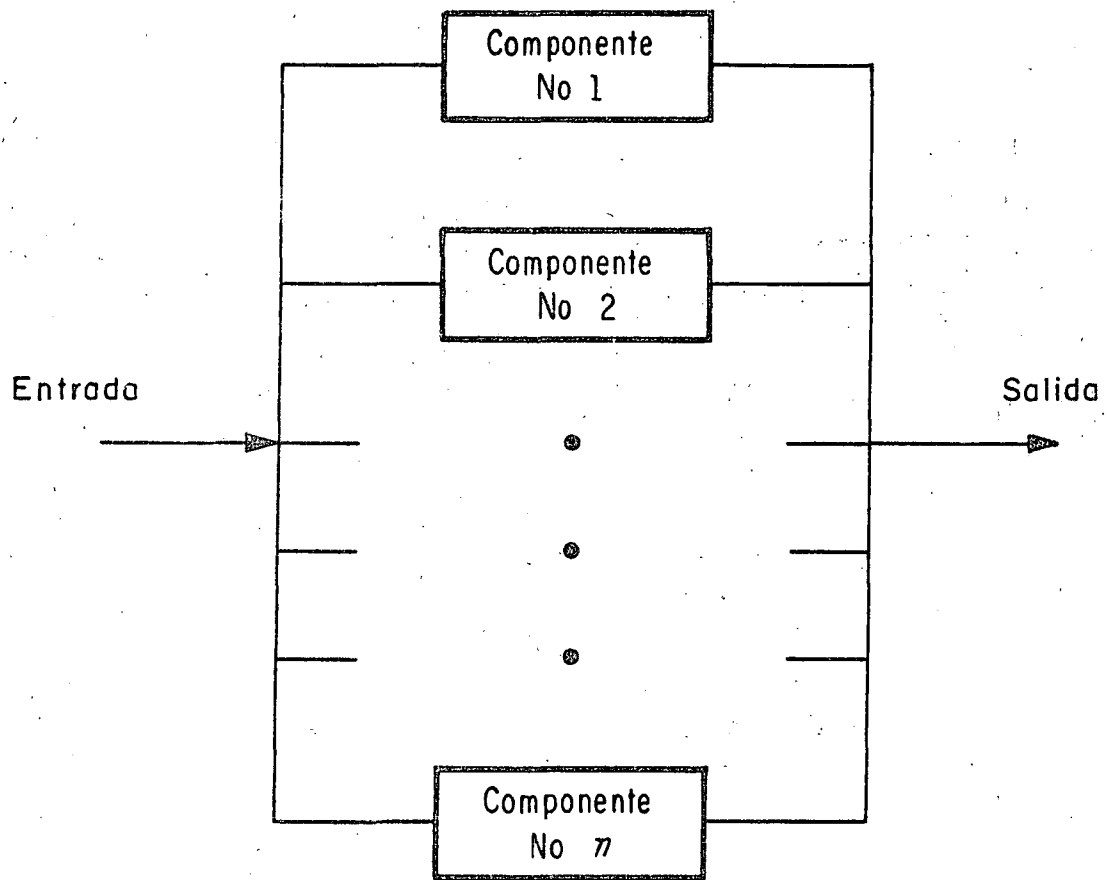 Componente
No 1
Componente
No 2
Entrada
Salida
Componente
No n